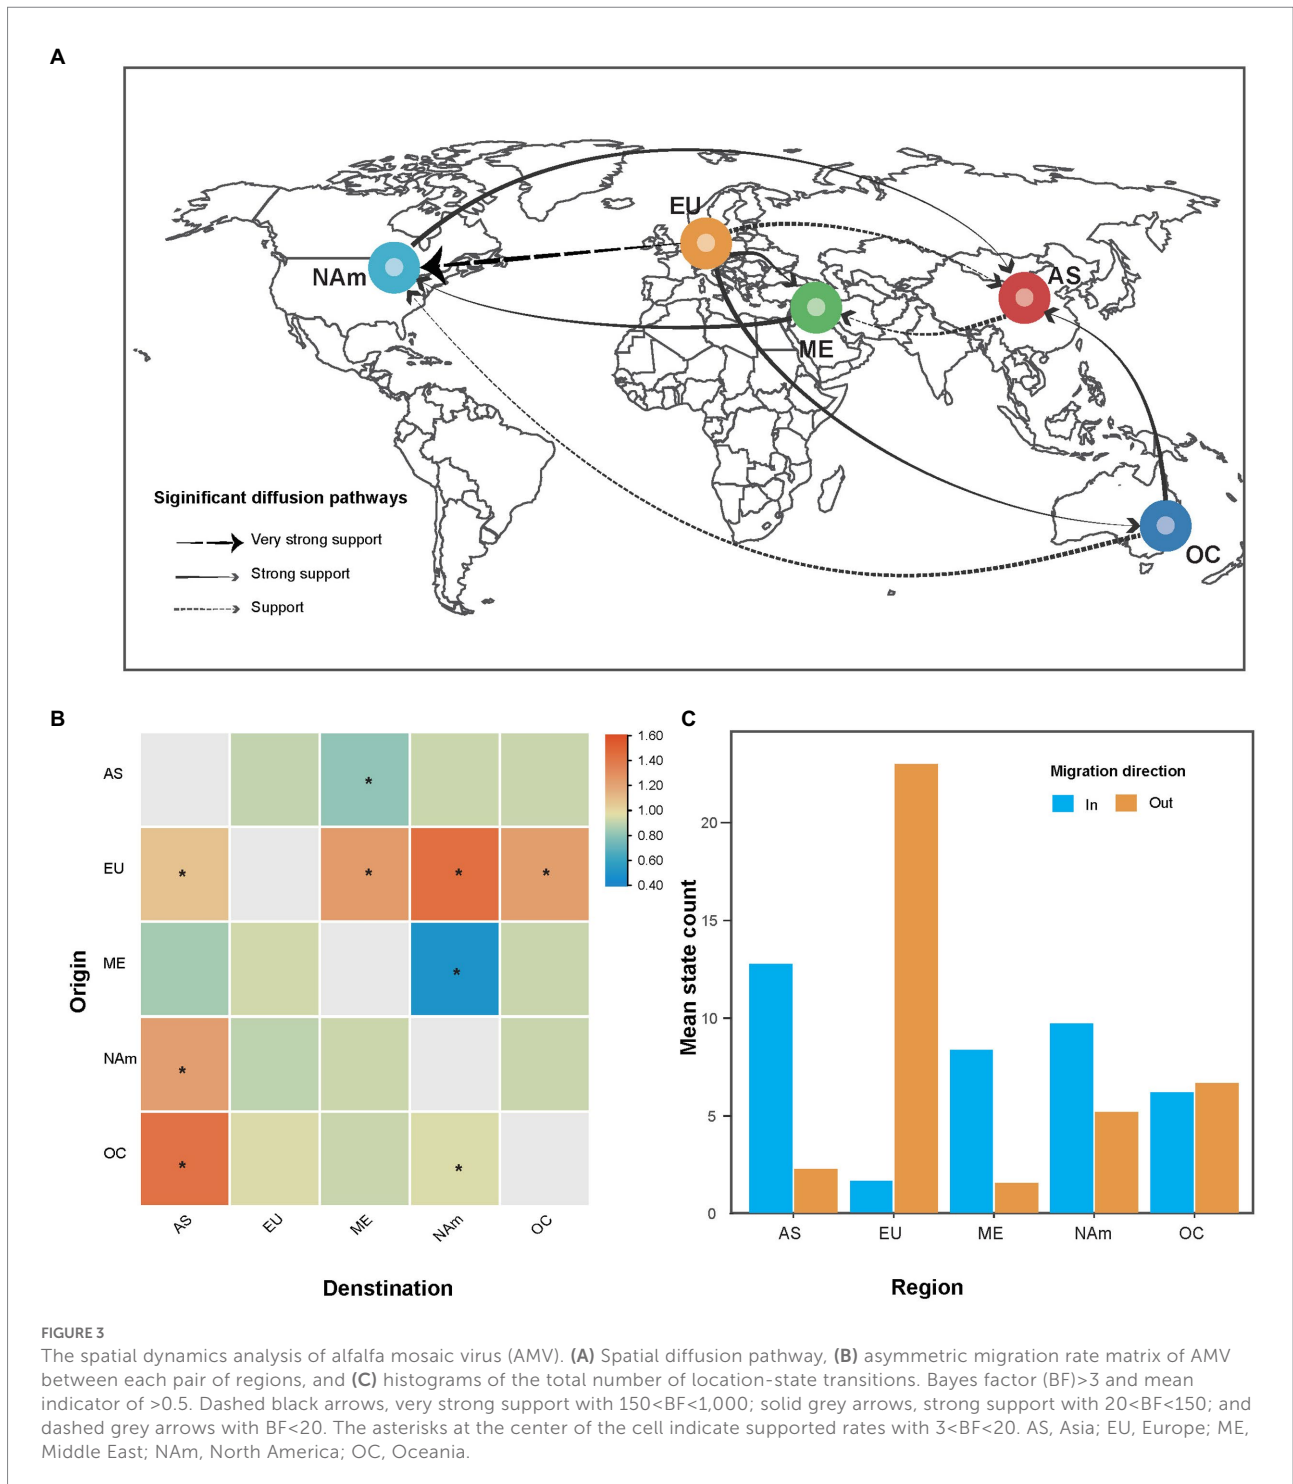 A
EU
NAm
AS
ME
OC
Siginificant diffusion pathways
Very strong support
Strong support
Support
B
AS
EU
ME
NAm
OC
Origin
* 
* * * *
*
*
* *
AS EU ME NAm OC
Denstination
1.60
1.40
1.20
1.00
0.80
0.60
0.40
C
Migration direction
In Out
Mean state count
20
15
10
5
0
AS EU ME NAm OC
Region
FIGURE 3
The spatial dynamics analysis of alfalfa mosaic virus (AMV). (A) Spatial diffusion pathway, (B) asymmetric migration rate matrix of AMV
between each pair of regions, and (C) histograms of the total number of location-state transitions. Bayes factor (BF)>3 and mean
indicator of >0.5. Dashed black arrows, very strong support with 150<BF<1,000; solid grey arrows, strong support with 20<BF<150; and
dashed grey arrows with BF<20. The asterisks at the center of the cell indicate supported rates with 3<BF<20. AS, Asia; EU, Europe; ME,
Middle East; NAm, North America; OC, Oceania.